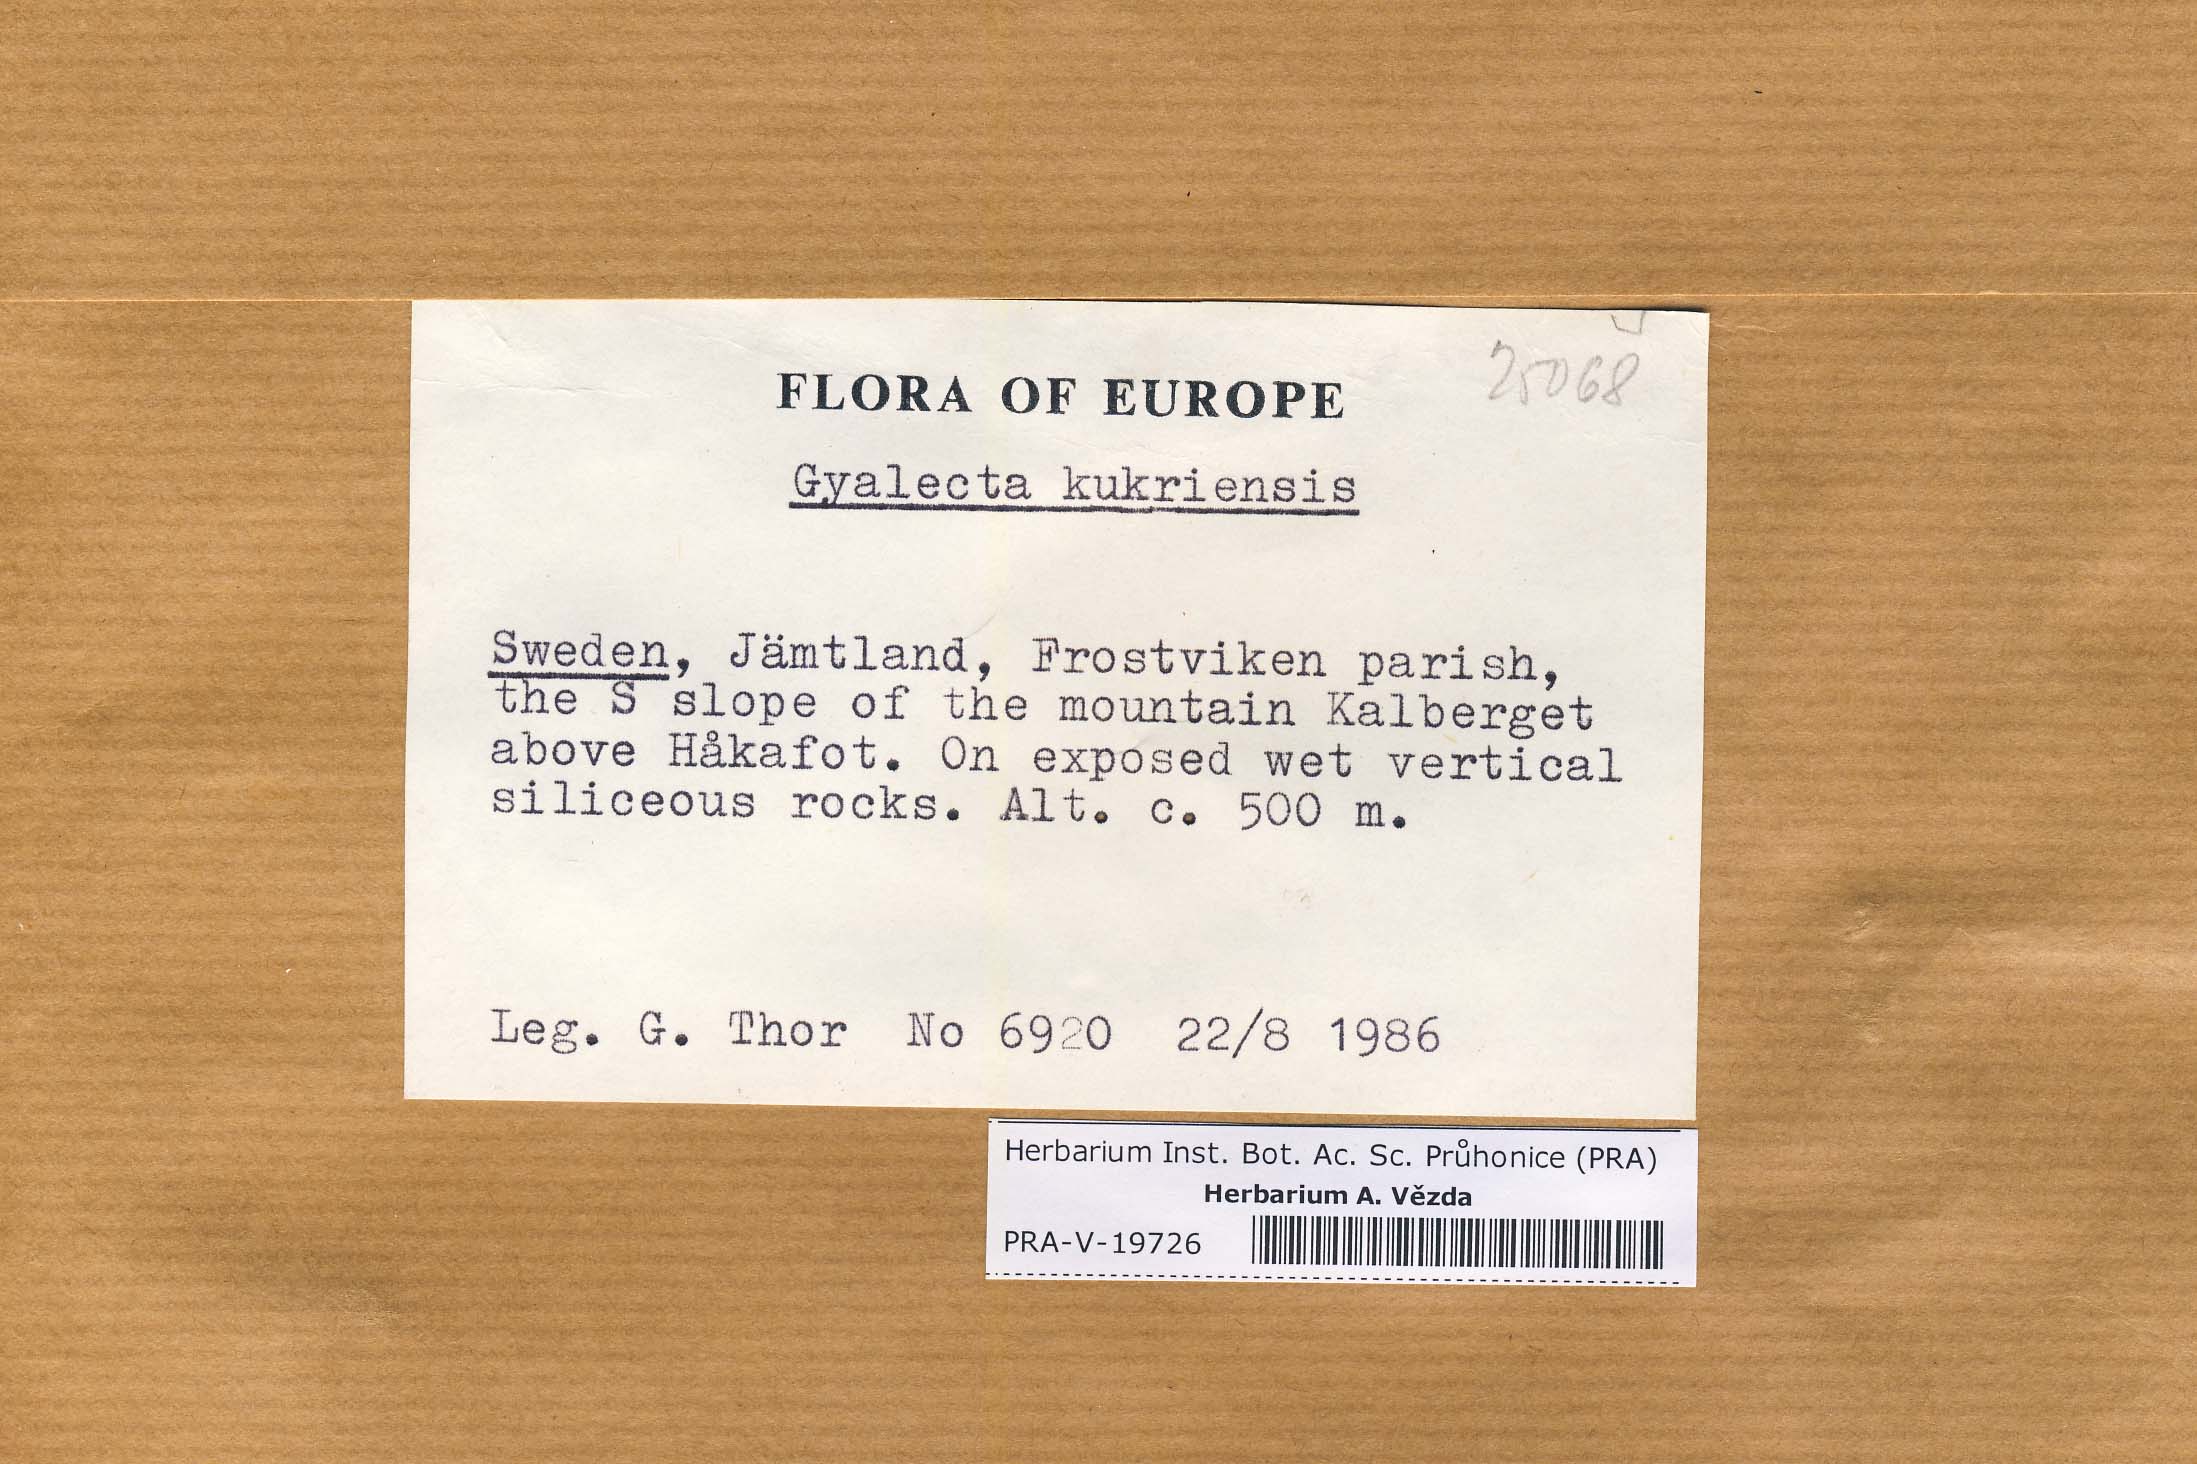 25068
FLORA OF EUROPE
Gyalecta kukriensis
Sweden, Jämtland, Frostviken parish,
the S slope of the mountain Kalberget
above Håkafot. On exposed wet vertical
siliceous rocks. Alt. c. 500 m.
Leg. G. Thor No 6920 22/8 1986
Herbarium Inst. Bot. Ac. Sc. Průhonice (PRA)
Herbarium A. Vězda
PRA-V-19726